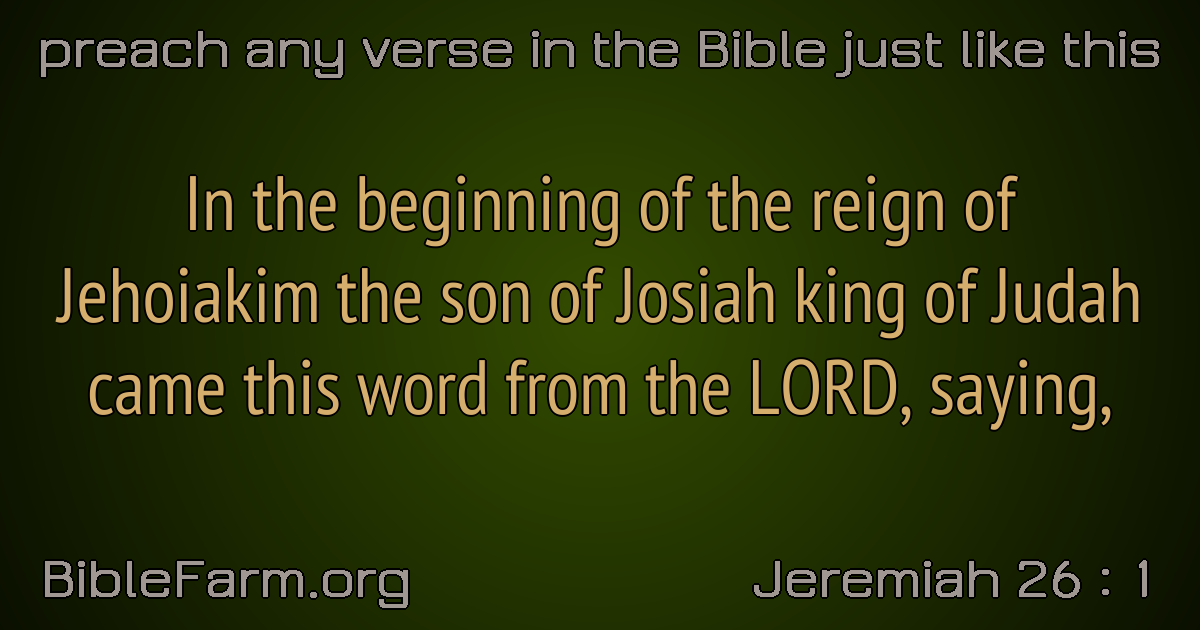 preach any verse in the Bible just like this
In the beginning of the reign of
Jehoiakim the son of Josiah king of Judah
came this word from the LORD, saying,
BibleFarm.org
Jeremiah 26 : 1